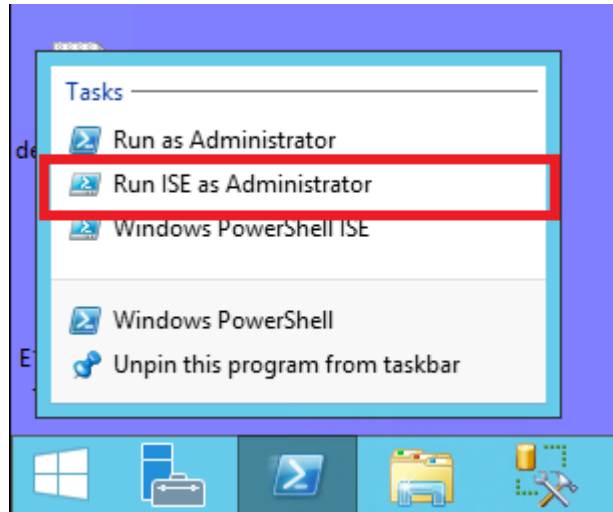 Tasks
Run as Administrator
Run ISE as Administrator
Windows PowerShell ISE
Windows PowerShell
Unpin this program from taskbar